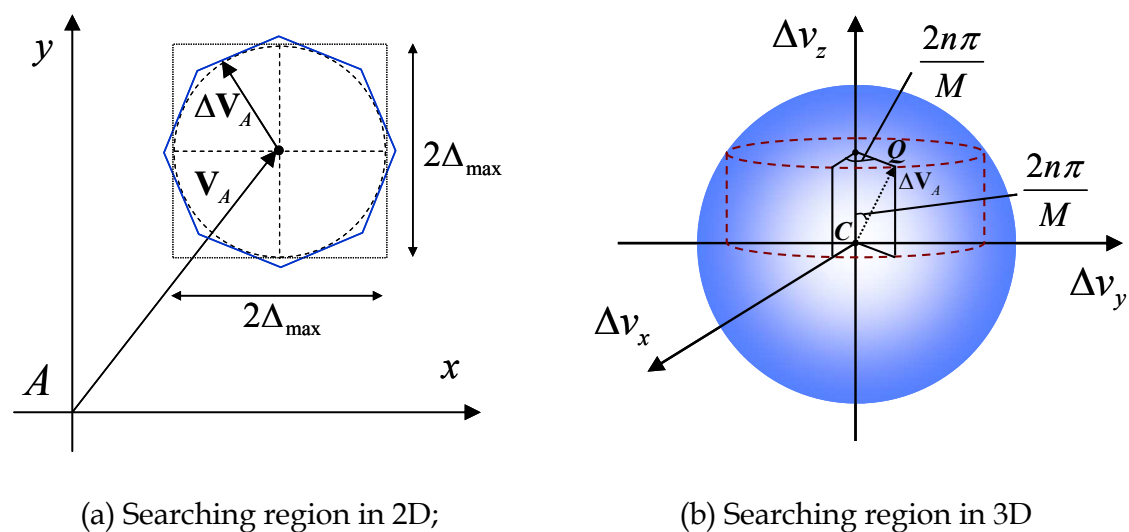 y
ΔV_A
V_A
2Δ_max
2Δ_max
A
x
Δv_z
2nπ
M
Q
ΔV_A
2nπ
M
C
Δv_y
Δv_x
(a) Searching region in 2D;
(b) Searching region in 3D